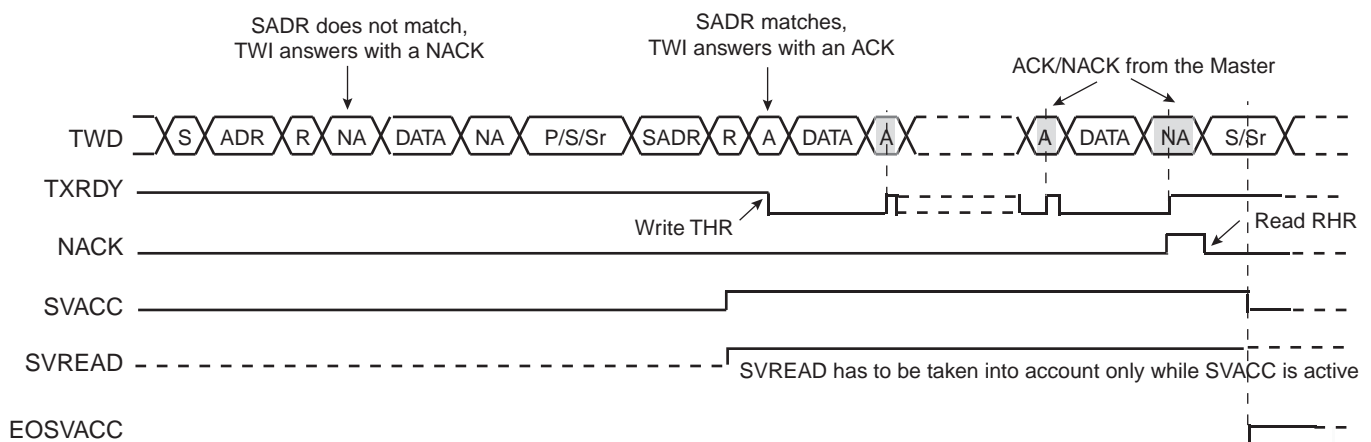 SADR does not match,
TWI answers with a NACK
SADR matches,
TWI answers with an ACK
ACK/NACK from the Master
TWD S ADR R NA DATA NA P/S/Sr SADR R A DATA A A DATA NA S/Sr
TXRDY
Write THR
Read RHR
NACK
SVACC
SVREAD
SVREAD has to be taken into account only while SVACC is active
EOSVACC